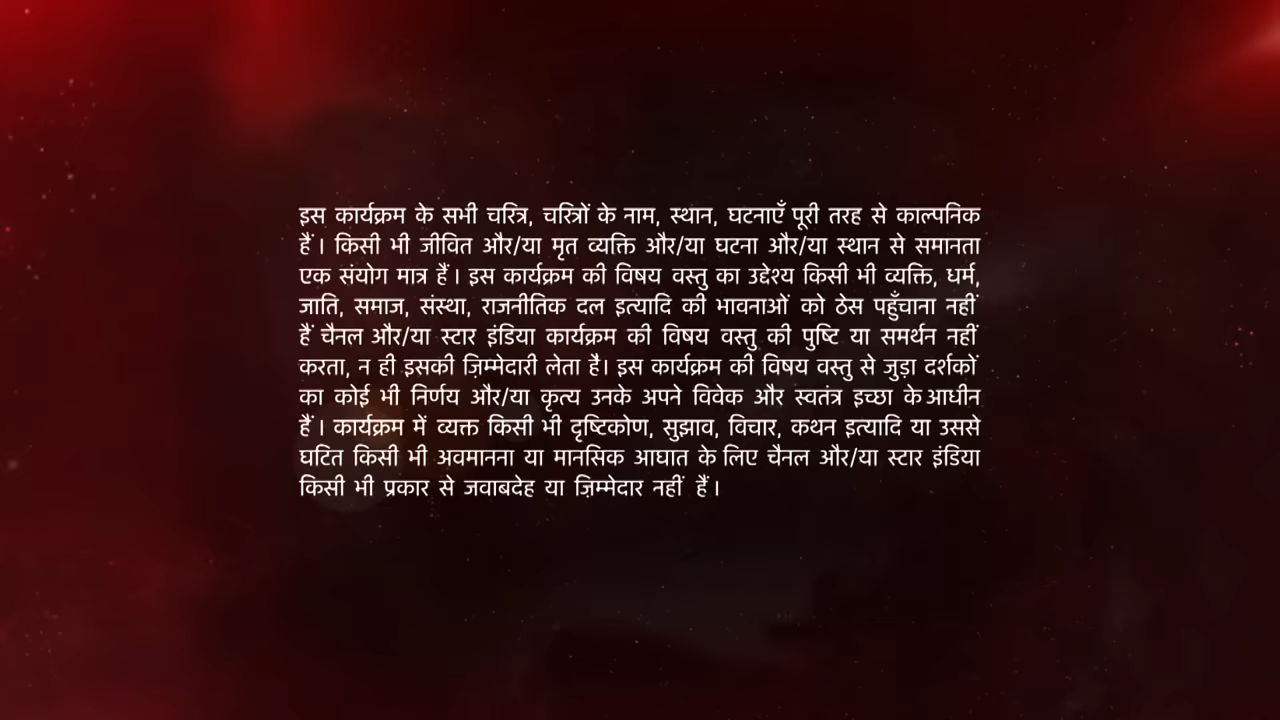 इस कार्यक्रम के सभी चरित्र, चरित्रों के नाम, स्थान, घटनाएँ पूरी तरह से काल्पनिक
हैं । किसी भी जीवित और/या मृत व्यक्ति और/या घटना और/या स्थान से समानता
एक संयोग मात्र हैं । इस कार्यक्रम की विषय वस्तु का उद्देश्य किसी भी व्यक्ति, धर्म,
जाति, समाज, संस्था, राजनीतिक दल इत्यादि की भावनाओं को ठेस पहुँचाना नहीं
हैं चैनल और/या स्टार इंडिया कार्यक्रम की विषय वस्तु की पुष्टि या समर्थन नहीं
करता, न ही इसकी ज़िम्मेदारी लेता है। इस कार्यक्रम की विषय वस्तु से जुड़ा दर्शकों
का कोई भी निर्णय और/या कृत्य उनके अपने विवेक और स्वतंत्र इच्छा के आधीन
हैं । कार्यक्रम में व्यक्त किसी भी दृष्टिकोण, सुझाव, विचार, कथन इत्यादि या उससे
घटित किसी भी अवमानना या मानसिक आघात के लिए चैनल और/या स्टार इंडिया
किसी भी प्रकार से जवाबदेह या ज़िम्मेदार नहीं हैं ।